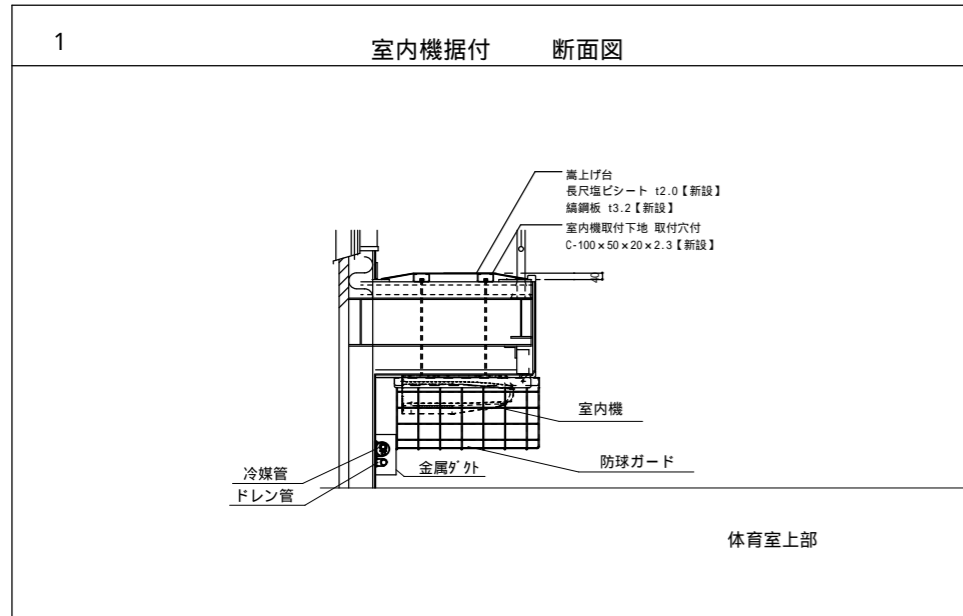 1
室内機据付 断面図
嵩上げ台
長尺塩ビシート t2.0【新設】
縞鋼板 t3.2【新設】
室内機取付下地 取付穴付
C-100×50×20×2.3【新設】
40
室内機
防球ガード
冷媒管
金属ﾀﾞｸﾄ
ドレン管
体育室上部